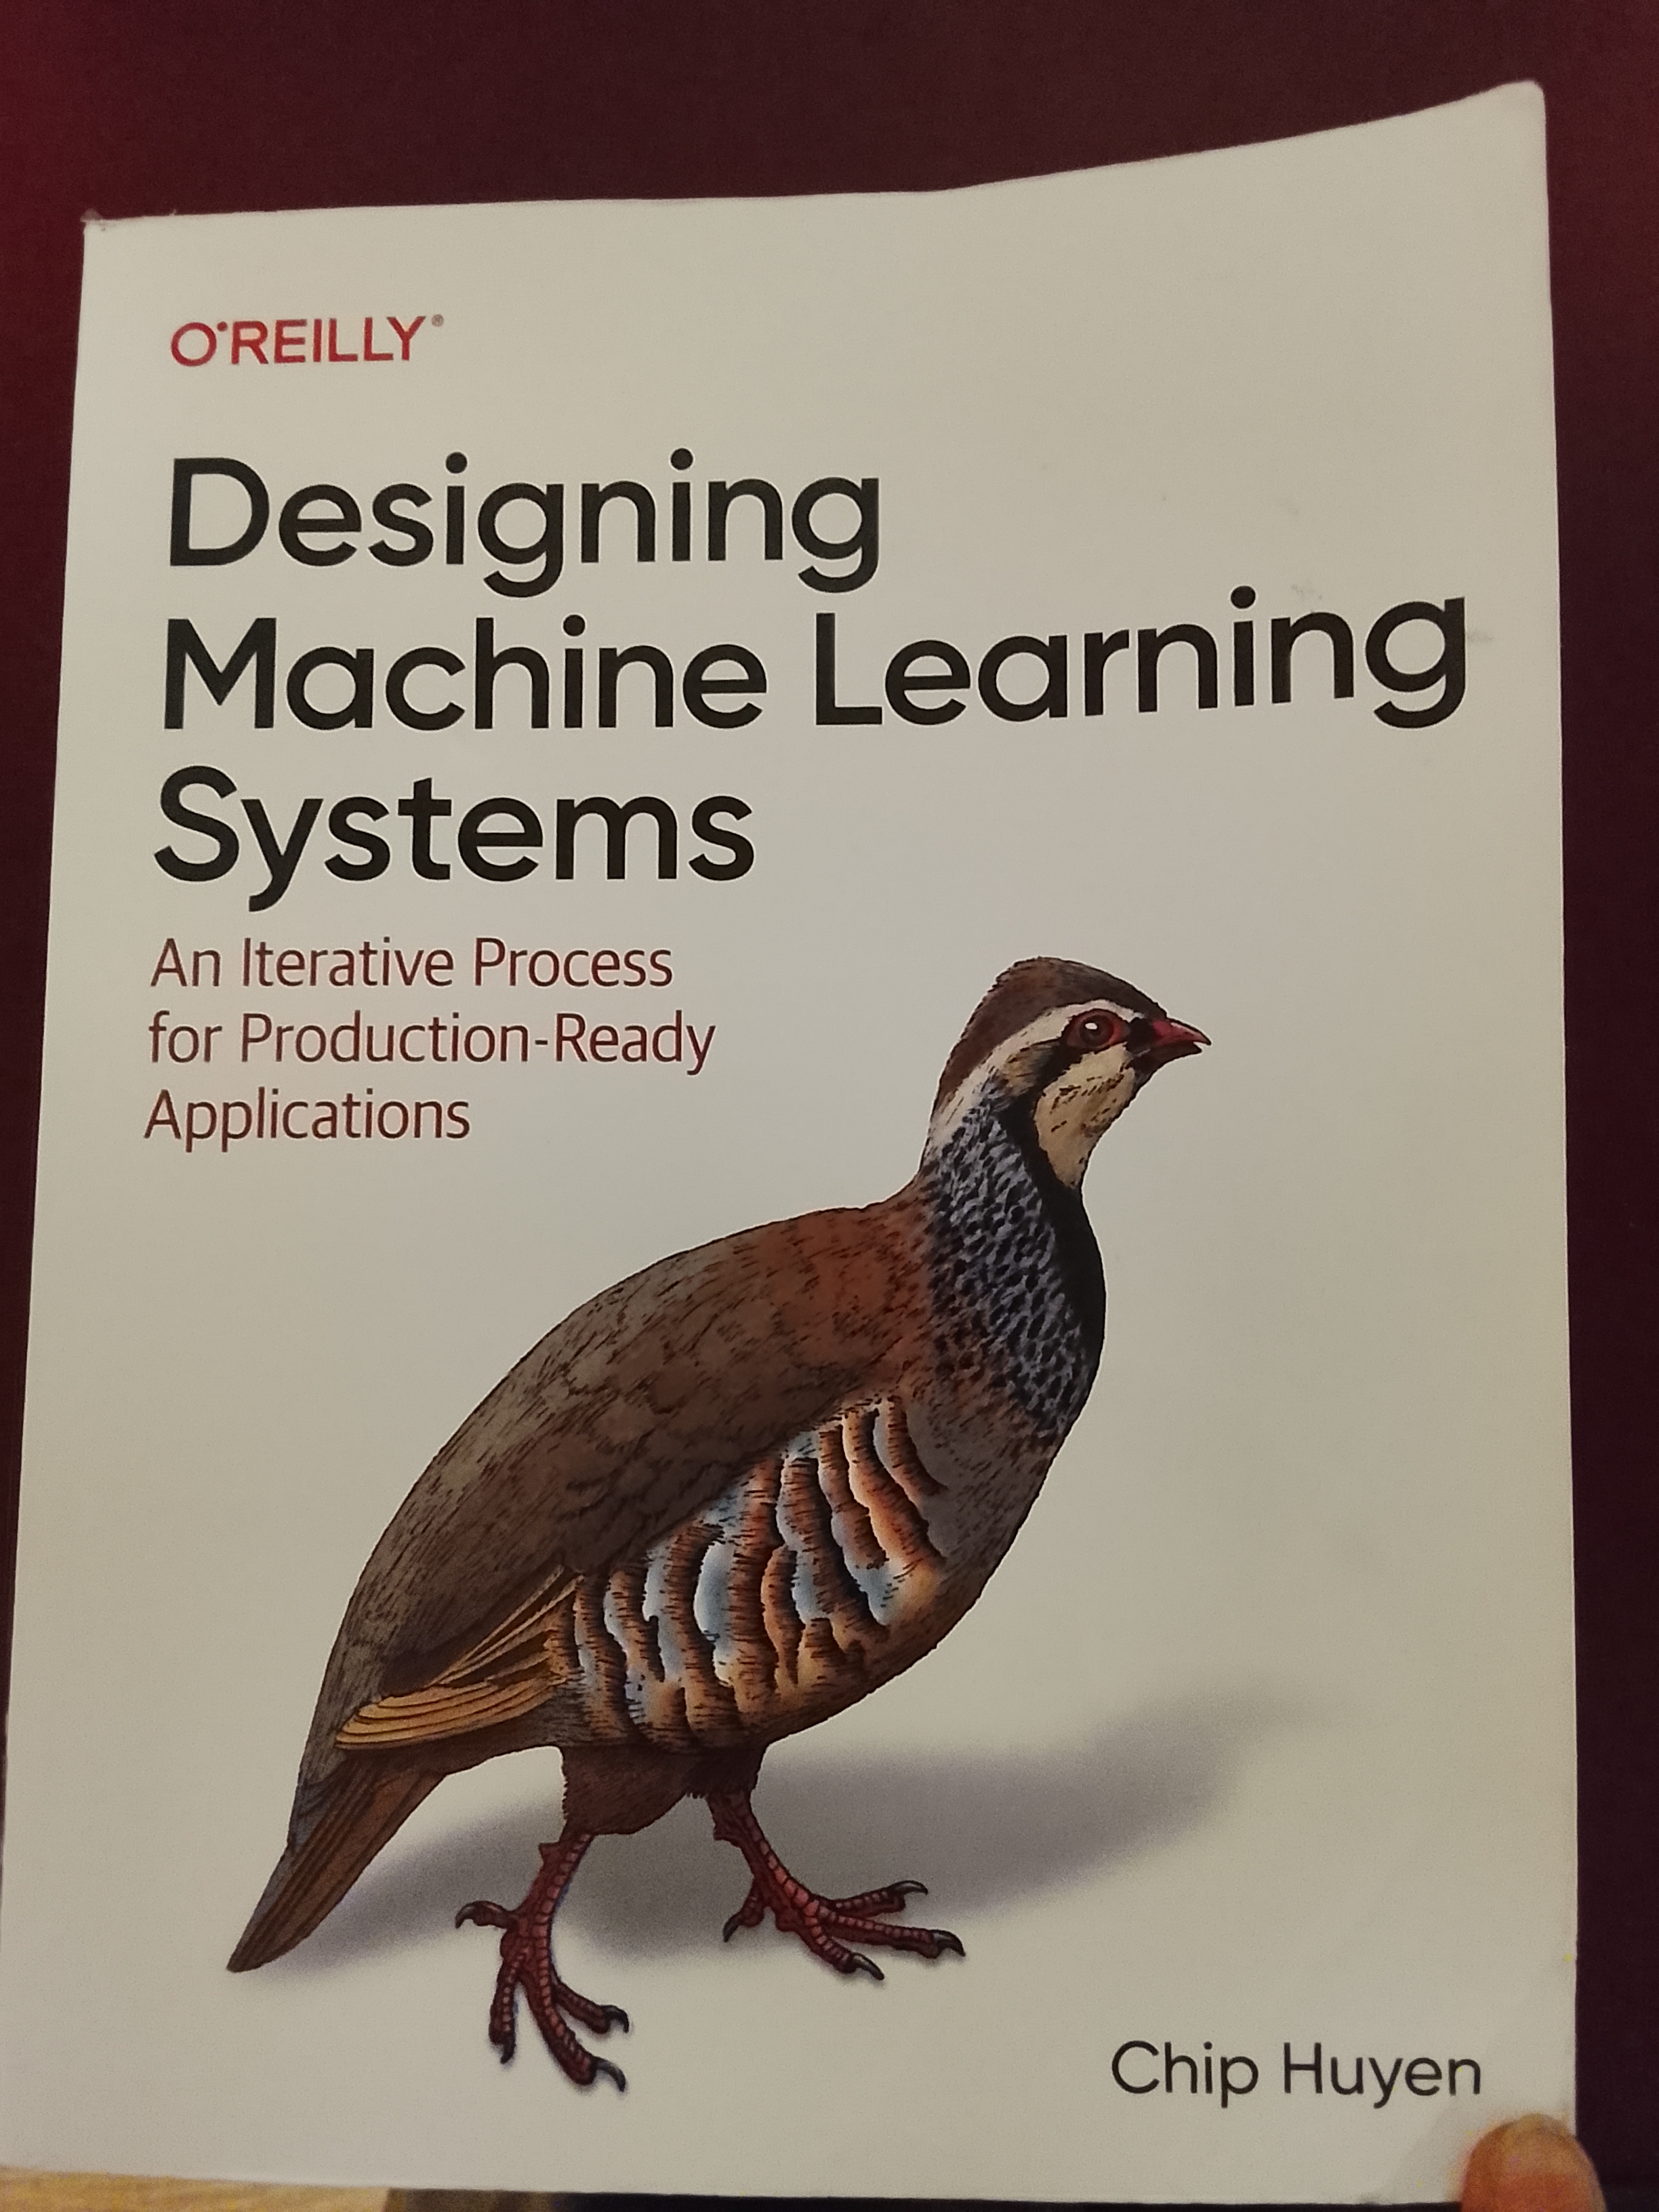 O'REILLY®
Designing
Machine Learning
Systems
An Iterative Process
for Production-Ready
Applications
Chip Huyen